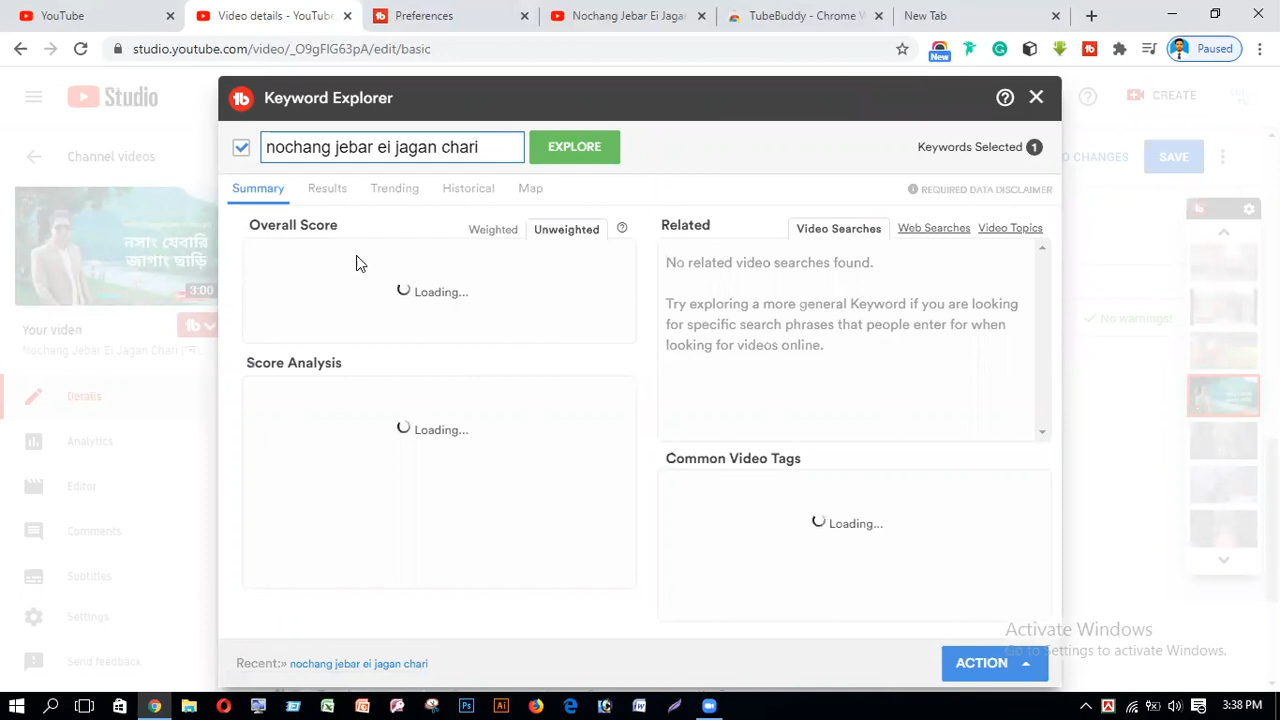 YouTube
Video details - YouTube
Preferences
Nochang Jebar Ei Jaga
TubeBuddy - Chrome W
New Tab
studio.youtube.com/video/_O9gFIG63pA/edit/basic
New
Paused
Studio
CREATE
Keyword Explorer
nochang jebar ei jagan chari
EXPLORE
Keywords Selected 1
Channel videos
O CHANGES
SAVE
Summary
Results
Trending
Historical
Map
REQUIRED DATA DISCLAIMER
Overall Score
Weighted
Unweighted
Related
Video Searches
Web Searches
Video Topics
নসাং যেবারি
জাগাং ছাড়ি
3:00
Loading...
No related video searches found.
Try exploring a more general Keyword if you are looking
for specific search phrases that people enter for when
looking for videos online.
Your video
Nochang Jebar Ei Jagan Chari
No warnings!
Score Analysis
Details
Loading...
Analytics
Common Video Tags
Editor
Loading...
Comments
Subtitles
Settings
Send feedback
Activate Windows
Go to Settings to activate Windows.
Recent:» nochang jebar ei jagan chari
ACTION
3:38 PM